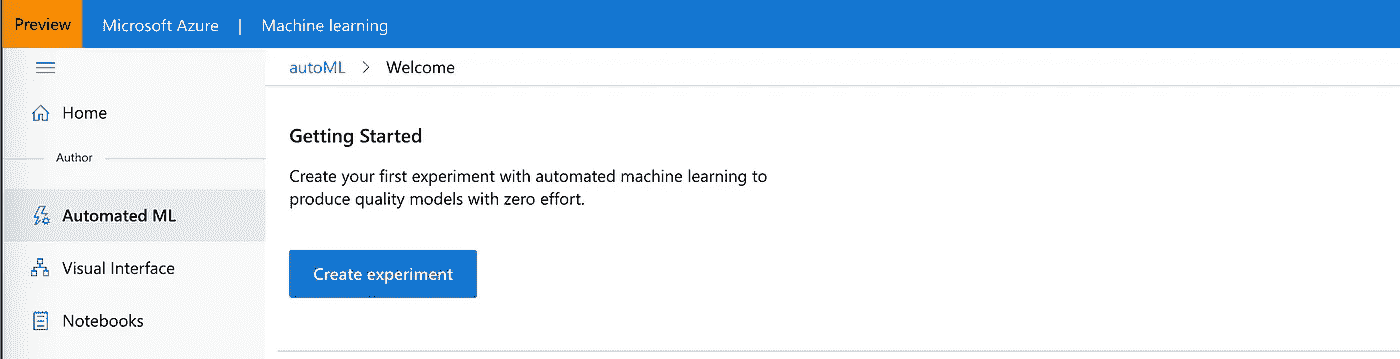 Preview
Microsoft Azure | Machine learning
autoML > Welcome
Home
Author
Automated ML
Visual Interface
Notebooks
Getting Started
Create your first experiment with automated machine learning to
produce quality models with zero effort.
Create experiment